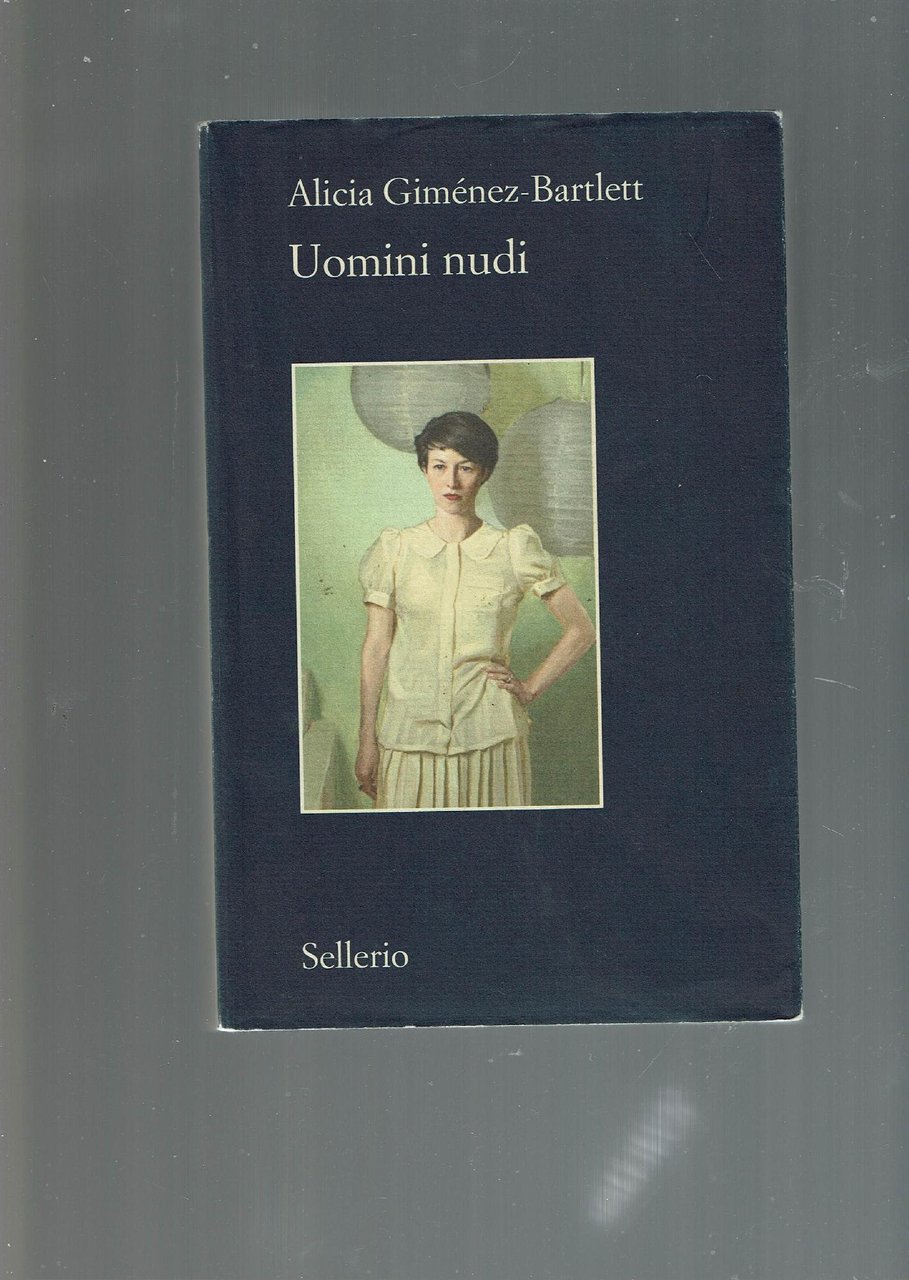 Alicia Giménez-Bartlett
Uomini nudi
Sellerio